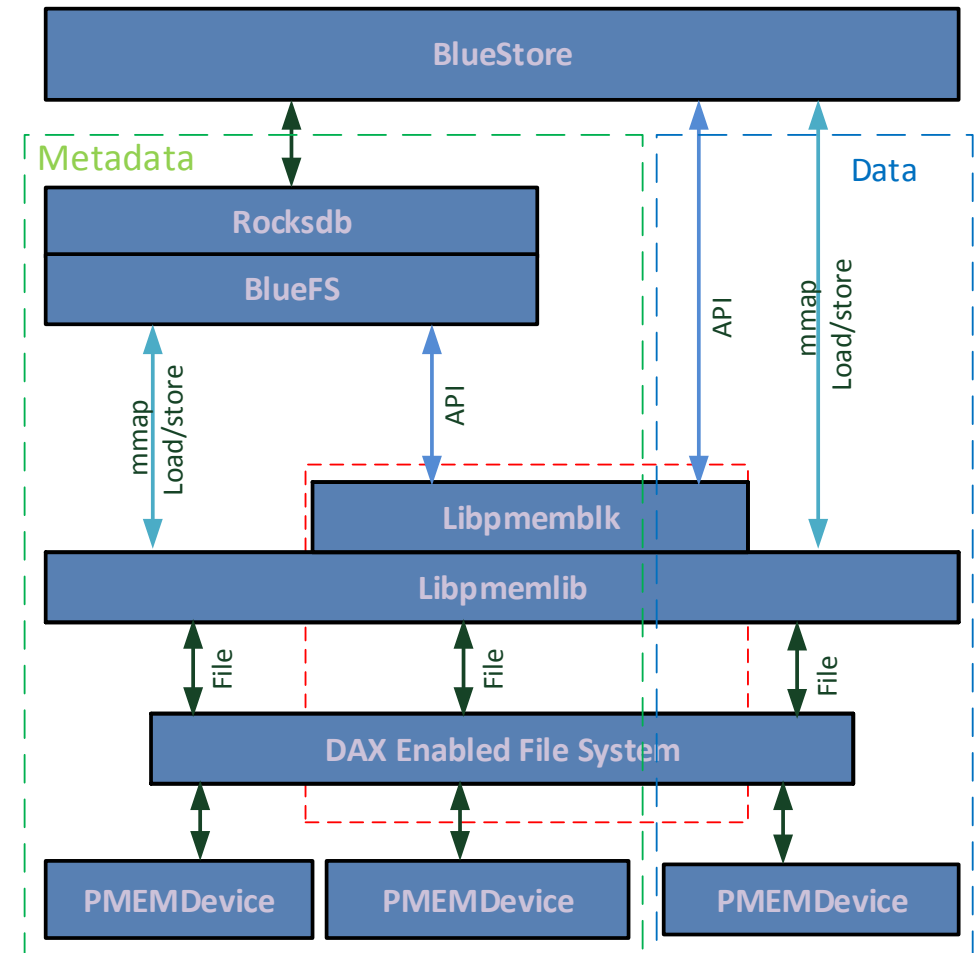 BlueStore
Metadata
Data
Rocksdb
BlueFS
API
mmap
Load/store
mmap
Load/store
API
Libpmemblk
Libpmemlib
File
File
File
DAX Enabled File System
PMEMDevice
PMEMDevice
PMEMDevice